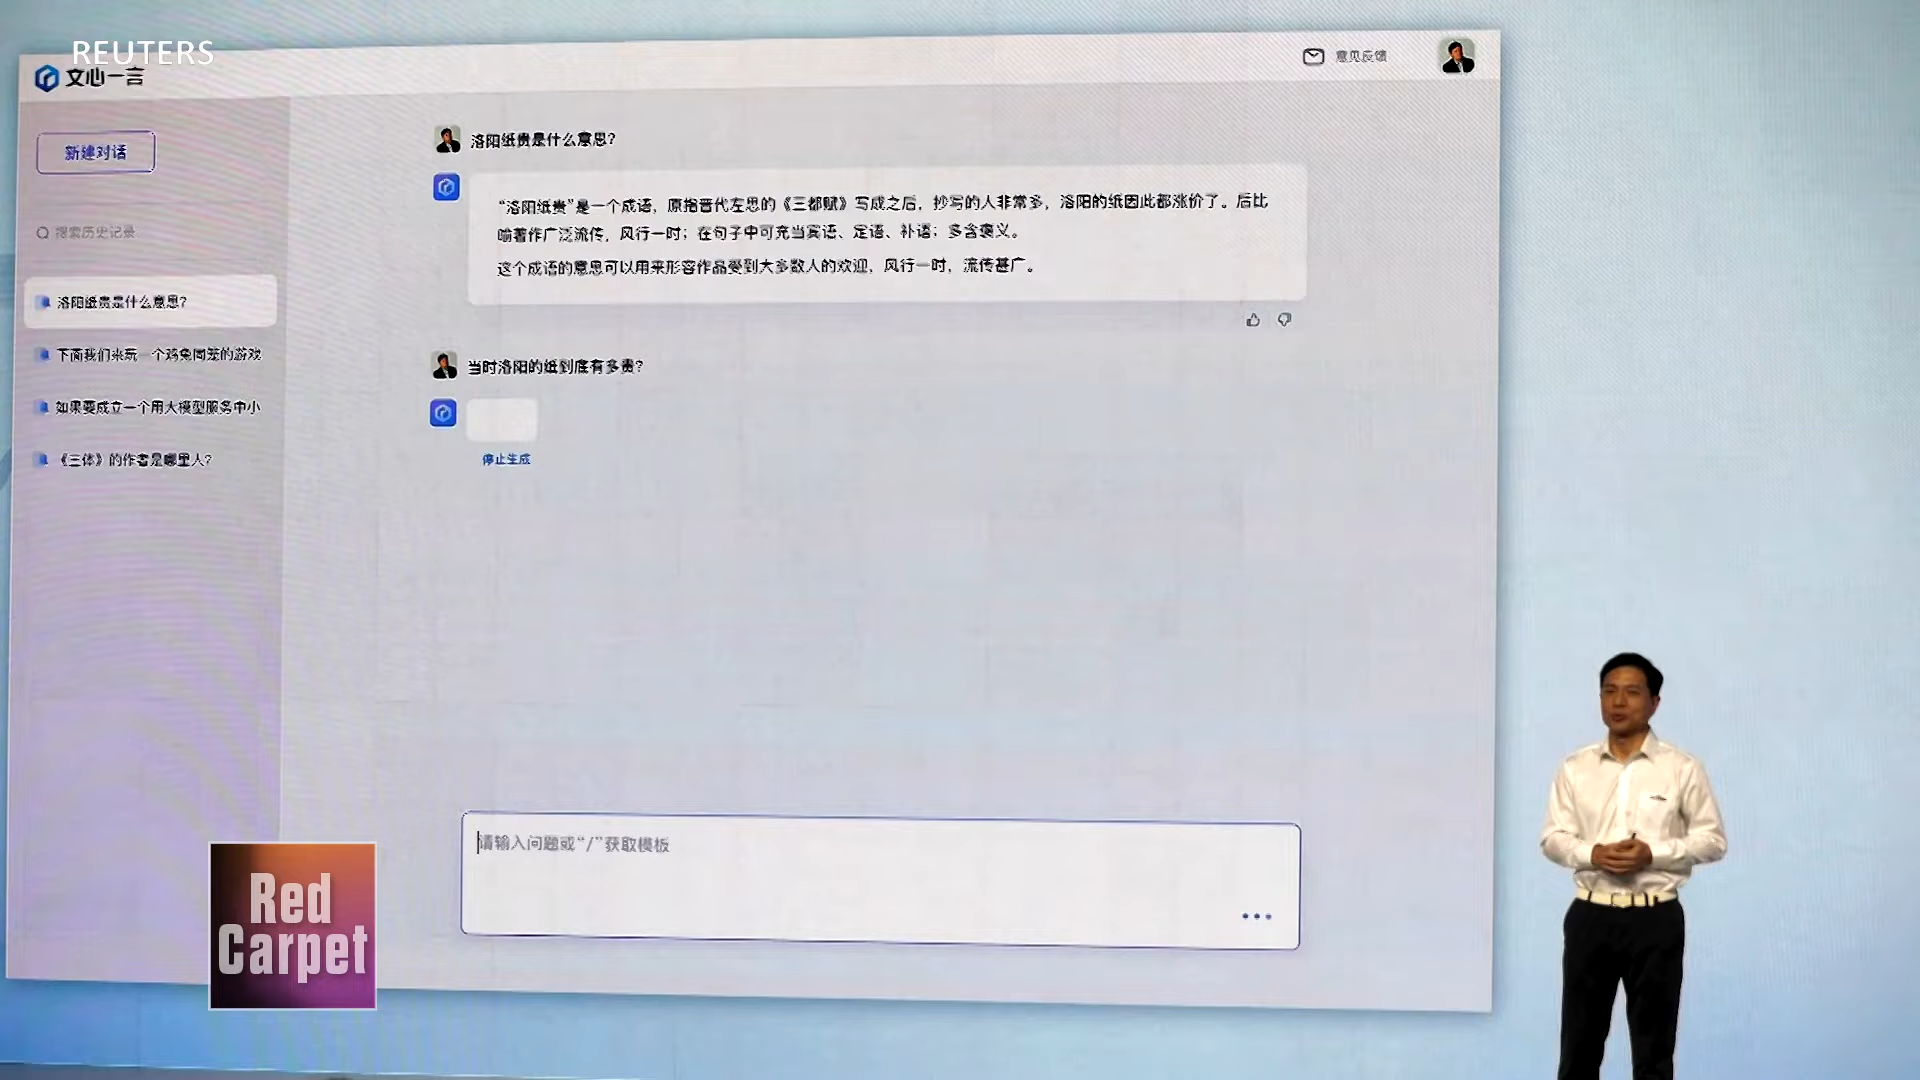 REUTERS
文心一言
意见反馈
新建对话
搜索历史记录
洛阳纸贵是什么意思?
下面我们来玩一个鸡兔同笼的游戏
如果要成立一个用大模型服务中小
《三体》的作者是哪里人?
洛阳纸贵是什么意思?
“洛阳纸贵”是一个成语，原指晋代左思的《三都赋》写成之后，抄写的人非常多，洛阳的纸因此都涨价了。后比
喻著作广泛流传，风行一时；在句子中可充当宾语、定语、补语；多含褒义。
这个成语的意思可以用来形容作品受到大多数人的欢迎，风行一时，流传甚广。
当时洛阳的纸到底有多贵?
停止生成
请输入问题或“/”获取模板
Red
Carpet